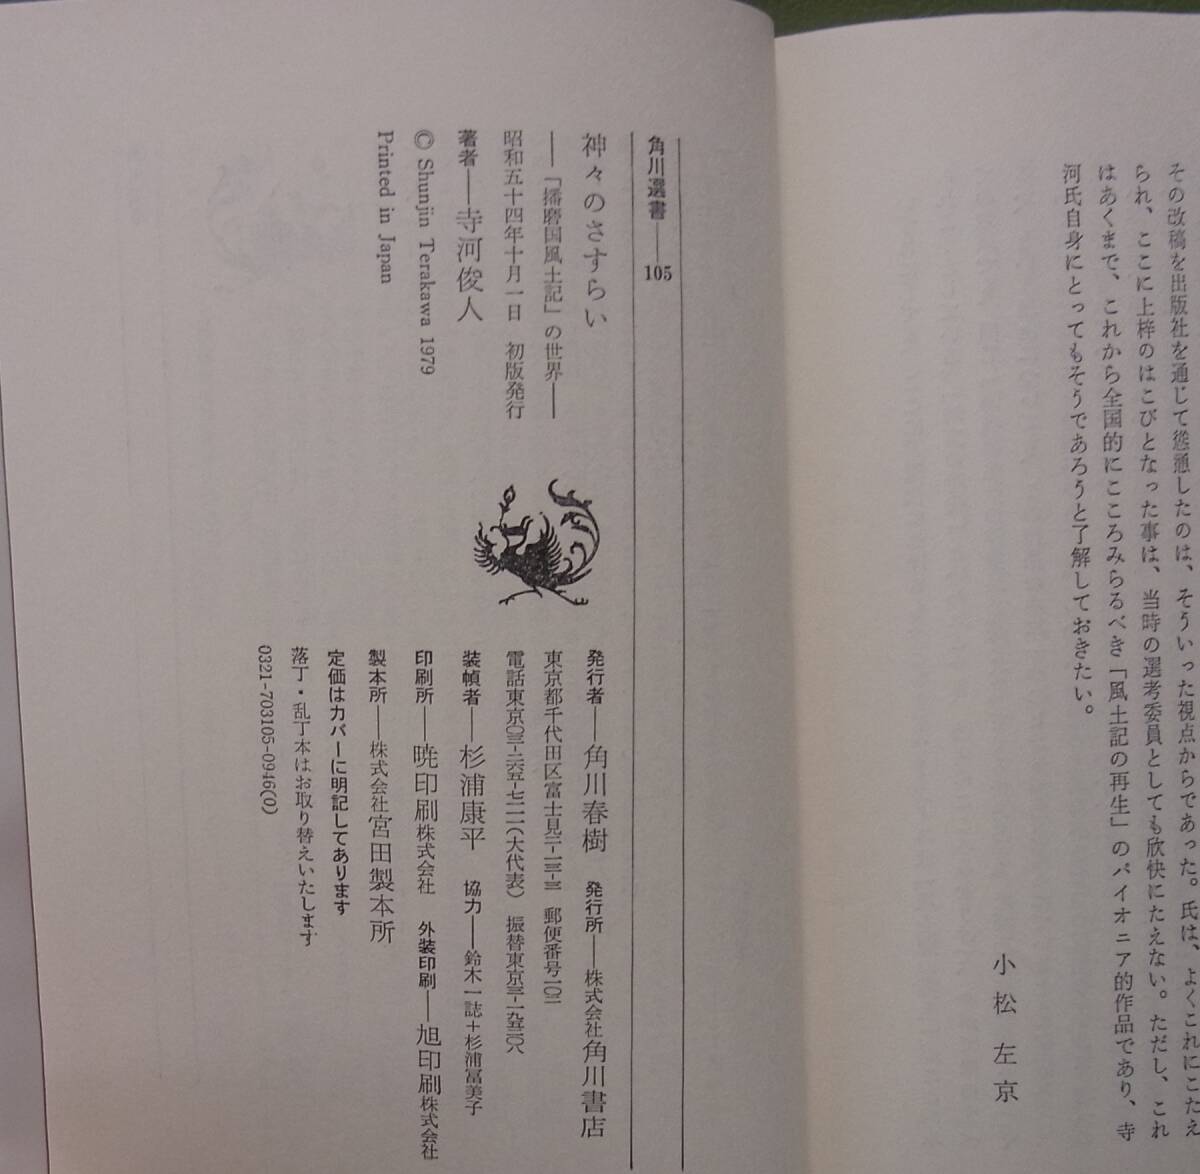 その改稿を出版社を通じて慫慂したのは、そういった視点からであった。氏は、よくこれにこたえ
られ、ここに上梓のはこびとなった事は、当時の選考委員としても欣快にたえない。ただし、これ
はあくまで、これから全国的にこころみらるべき「風土記の再生」のパイオニア的作品であり、寺
河氏自身にとってもそうであろうと了解しておきたい。
小松左京
角川選書――105
神々のさすらい
――「播磨国風土記」の世界――
昭和五十四年十月一日 初版発行
著者――寺河俊人
© Shunjin Terakawa 1979
Printed in Japan
発行者――角川春樹 発行所――株式会社角川書店
東京都千代田区富士見二-一三-三 郵便番号一〇二
電話東京〇三-二六五-七一一一(大代表) 振替東京三-一九五二〇八
装幀者――杉浦康平 協力――鈴木一誌+杉浦冨美子
印刷所――暁印刷株式会社 外装印刷――旭印刷株式会社
製本所――株式会社宮田製本所
定価はカバーに明記してあります
落丁・乱丁本はお取り替えいたします
0321-703105-0946(0)